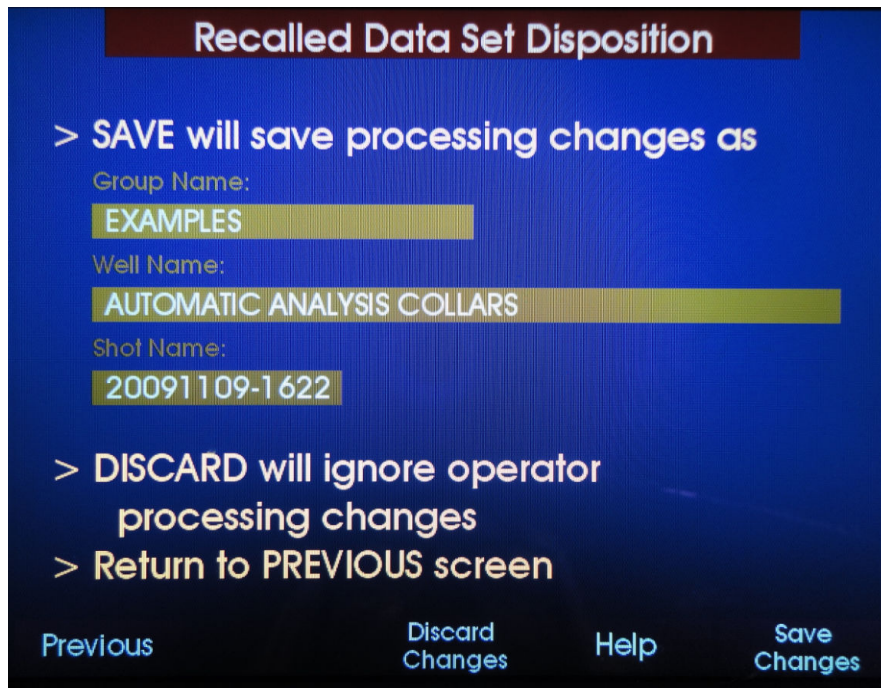 Recalled Data Set Disposition
> SAVE will save processing changes as
Group Name:
EXAMPLES
Well Name:
AUTOMATIC ANALYSIS COLLARS
Shot Name:
20091109-1622
> DISCARD will ignore operator
processing changes
> Return to PREVIOUS screen
Previous
Discard
Changes
Help
Save
Changes